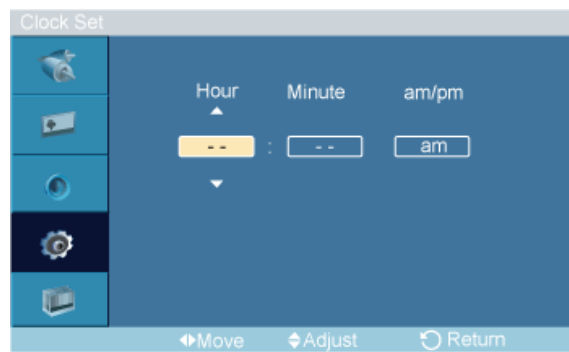 Clock Set
Hour Minute am/pm
- - : - - am
Move Adjust Return